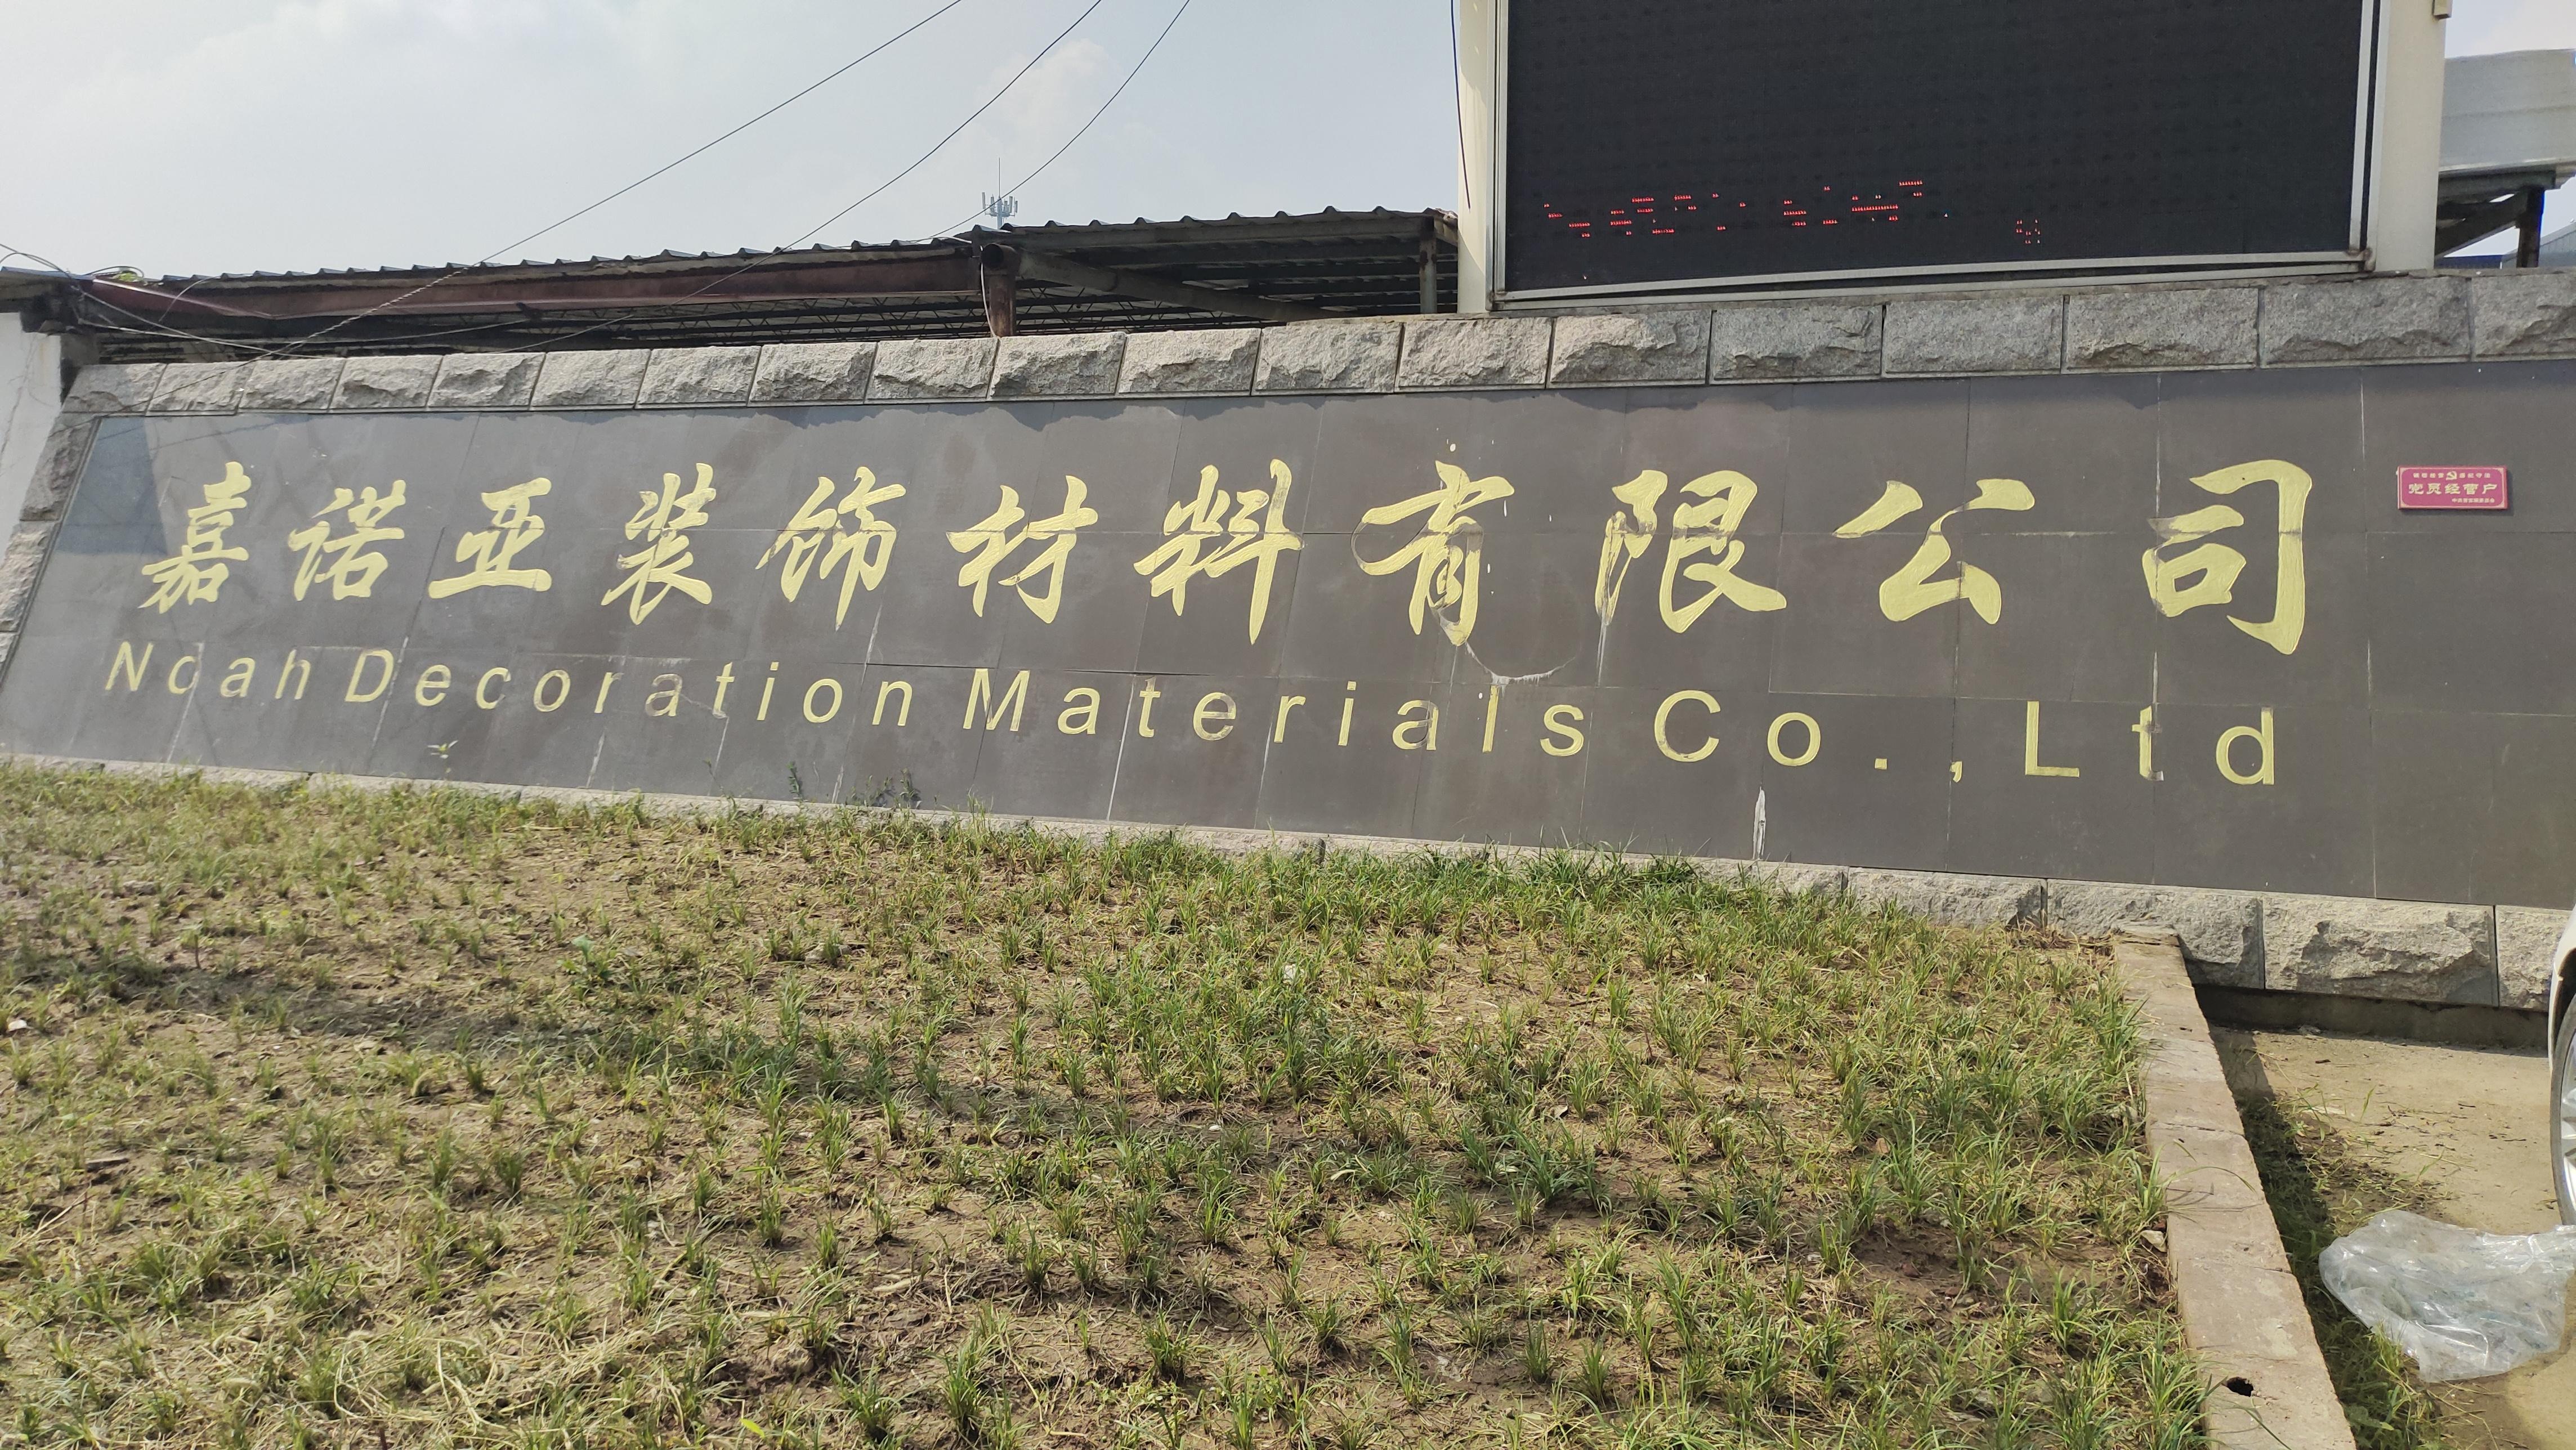 嘉诺亚装饰材料有限公司
Noah Decoration Materials Co.,Ltd
党员经营户